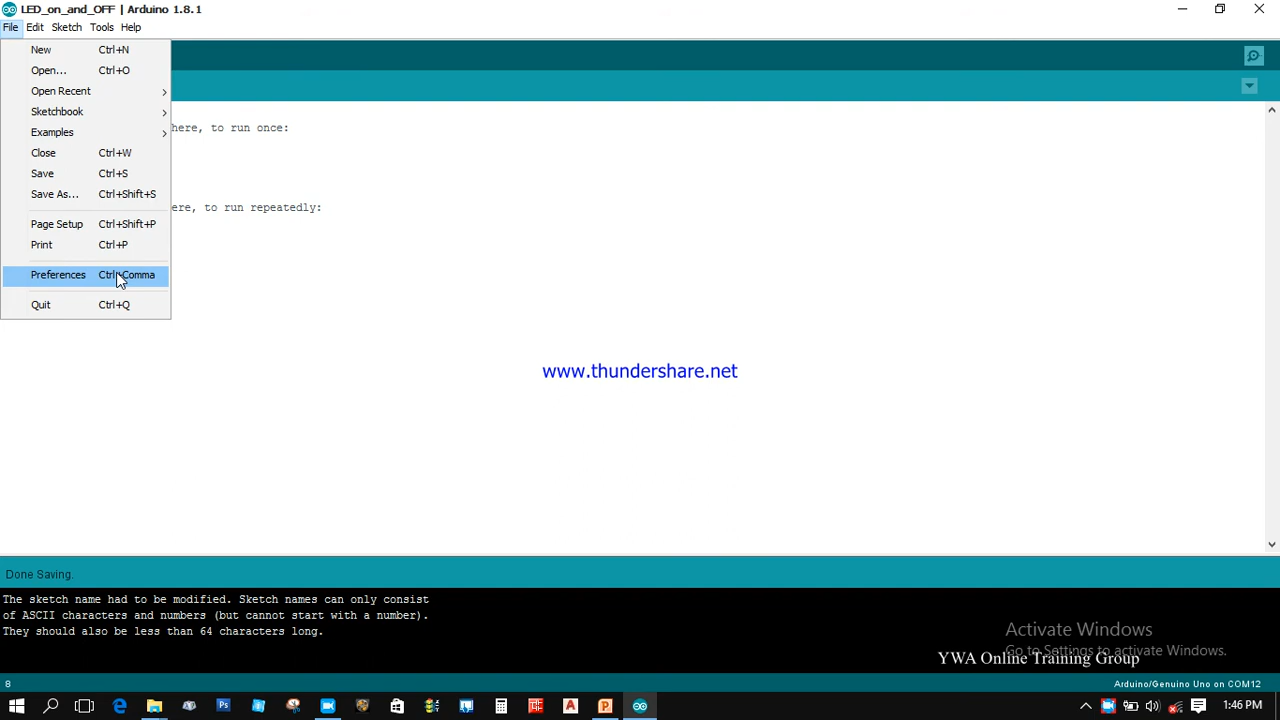 LED_on_and_OFF | Arduino 1.8.1
File Edit Sketch Tools Help
New Ctrl+N
Open... Ctrl+O
Open Recent
Sketchbook
Examples
Close Ctrl+W
Save Ctrl+S
Save As... Ctrl+Shift+S
Page Setup Ctrl+Shift+P
Print Ctrl+P
Preferences Ctrl+Comma
Quit Ctrl+Q
here, to run once:
ere, to run repeatedly:
www.thundershare.net
Done Saving.
The sketch name had to be modified. Sketch names can only consist
of ASCII characters and numbers (but cannot start with a number).
They should also be less than 64 characters long.
Activate Windows
Go to Settings to activate Windows.
YWA Online Training Group
8
Arduino/Genuino Uno on COM12
1:46 PM